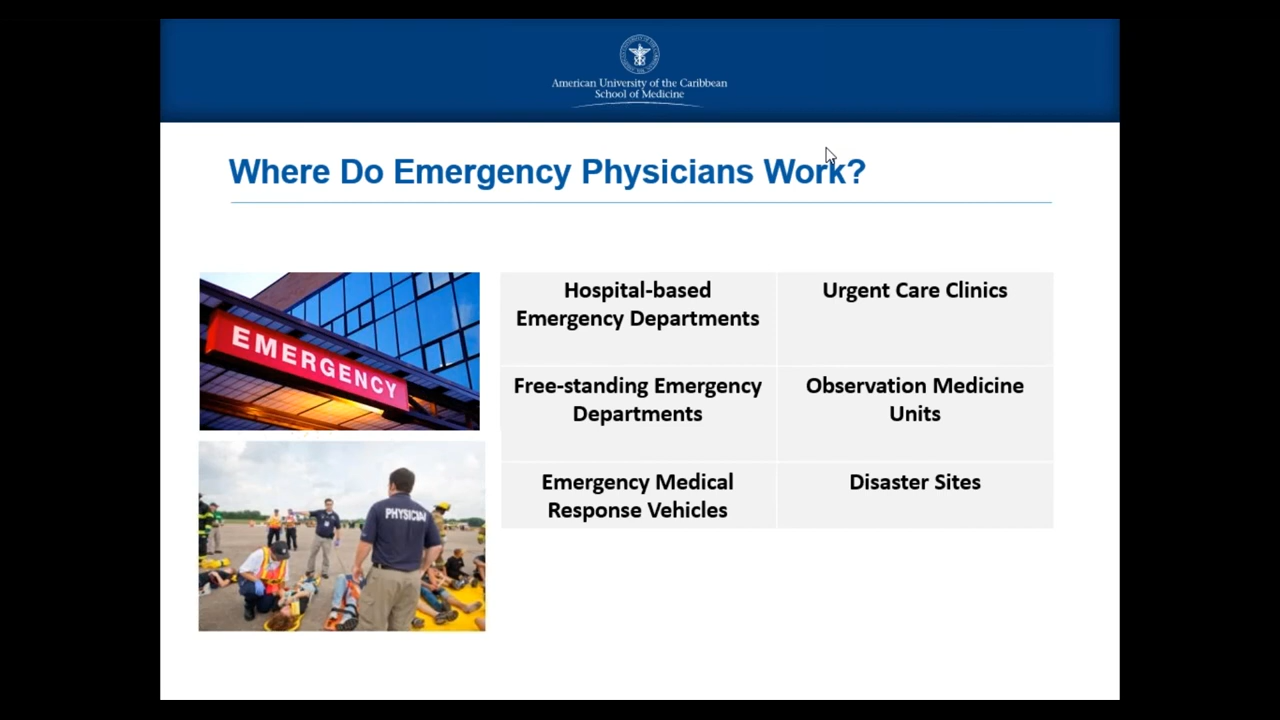 American University of the Caribbean
School of Medicine
Where Do Emergency Physicians Work?
EMERGENCY
Hospital-based
Emergency Departments
Urgent Care Clinics
Free-standing Emergency
Departments
Observation Medicine
Units
Emergency Medical
Response Vehicles
Disaster Sites
PHYSICIAN